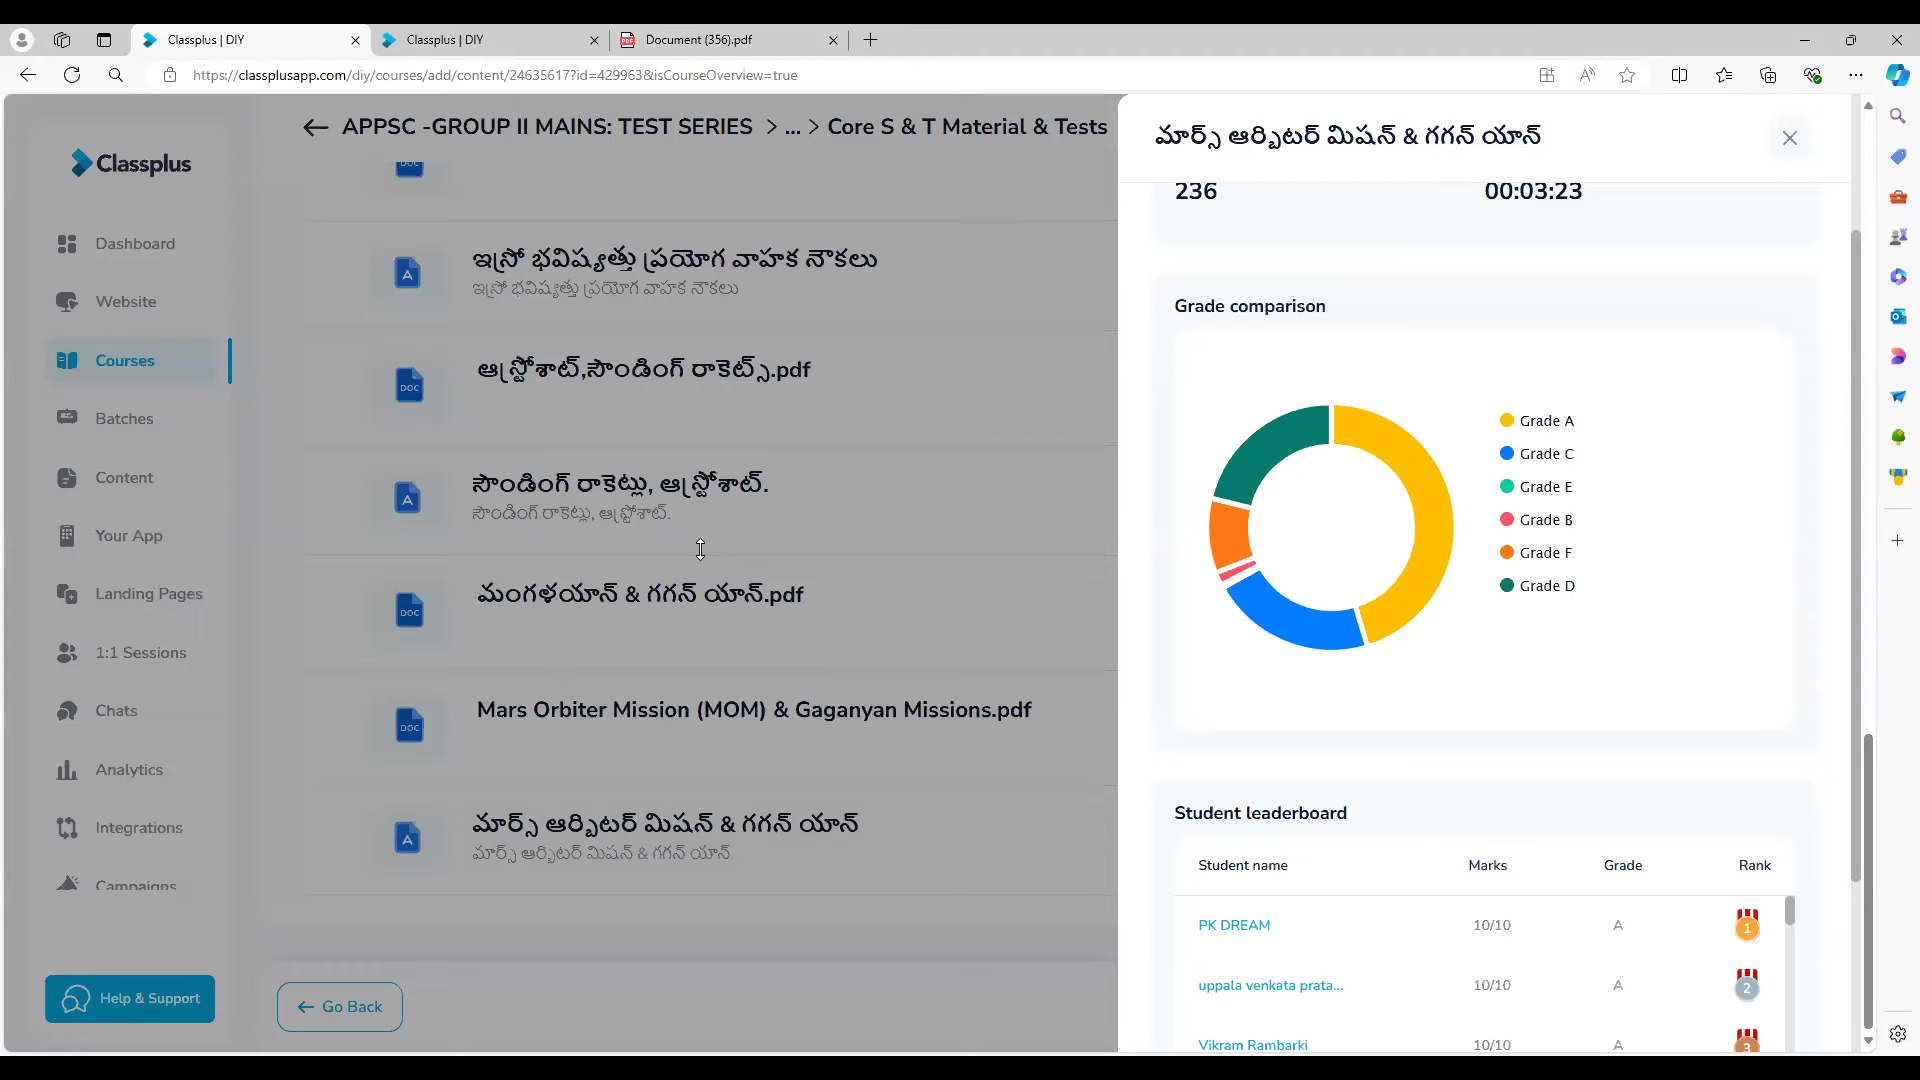 Classplus | DIY
Classplus | DIY
Document (356).pdf
https://classplusapp.com/diy/courses/add/content/24635617?id=429963&isCourseOverview=true
Classplus
Dashboard
Website
Courses
Batches
Content
Your App
Landing Pages
1:1 Sessions
Chats
Analytics
Integrations
Campaigns
Help & Support
APPSC -GROUP II MAINS: TEST SERIES > ... > Core S & T Material & Tests
DOC
ఇస్రో భవిష్యత్తు ప్రయోగ వాహక నౌకలు
ఇస్రో భవిష్యత్తు ప్రయోగ వాహక నౌకలు
DOC
ఆస్ట్రోశాట్,సౌండింగ్ రాకెట్స్.pdf
సౌండింగ్ రాకెట్లు, ఆస్ట్రోశాట్.
సౌండింగ్ రాకెట్లు, ఆస్ట్రోశాట్.
DOC
మంగళయాన్ & గగన్ యాన్.pdf
DOC
Mars Orbiter Mission (MOM) & Gaganyan Missions.pdf
మార్స్ ఆర్బిటర్ మిషన్ & గగన్ యాన్
మార్స్ ఆర్బిటర్ మిషన్ & గగన్ యాన్
Go Back
మార్స్ ఆర్బిటర్ మిషన్ & గగన్ యాన్
236 00:03:23
Grade comparison
Grade A
Grade C
Grade E
Grade B
Grade F
Grade D
Student leaderboard
Student name Marks Grade Rank
PK DREAM 10/10 A 1
uppala venkata prata... 10/10 A 2
Vikram Rambarki 10/10 A 3